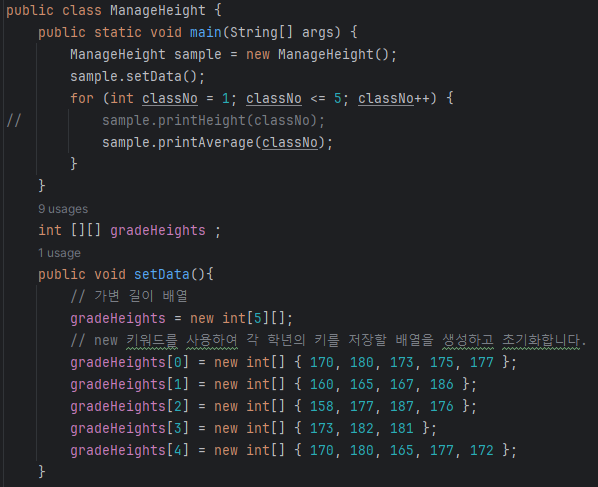 public class ManageHeight {
    public static void main(String[] args) {
        ManageHeight sample = new ManageHeight();
        sample.setData();
        for (int classNo = 1; classNo <= 5; classNo++) {
//          sample.printHeight(classNo);
            sample.printAverage(classNo);
        }
    }
    9 usages
    int [][] gradeHeights ;
    1 usage
    public void setData(){
        // 가변 길이 배열
        gradeHeights = new int[5][];
        // new 키워드를 사용하여 각 학년의 키를 저장할 배열을 생성하고 초기화합니다.
        gradeHeights[0] = new int[] { 170, 180, 173, 175, 177 };
        gradeHeights[1] = new int[] { 160, 165, 167, 186 };
        gradeHeights[2] = new int[] { 158, 177, 187, 176 };
        gradeHeights[3] = new int[] { 173, 182, 181 };
        gradeHeights[4] = new int[] { 170, 180, 165, 177, 172 };
    }